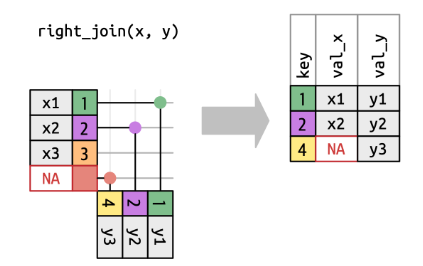 right_join(x, y)
key val_x val_y
1 x1 y1
2 x2 y2
4 NA y3
x1 1
x2 2
x3 3
NA
4 2 1
y3 y2 y1